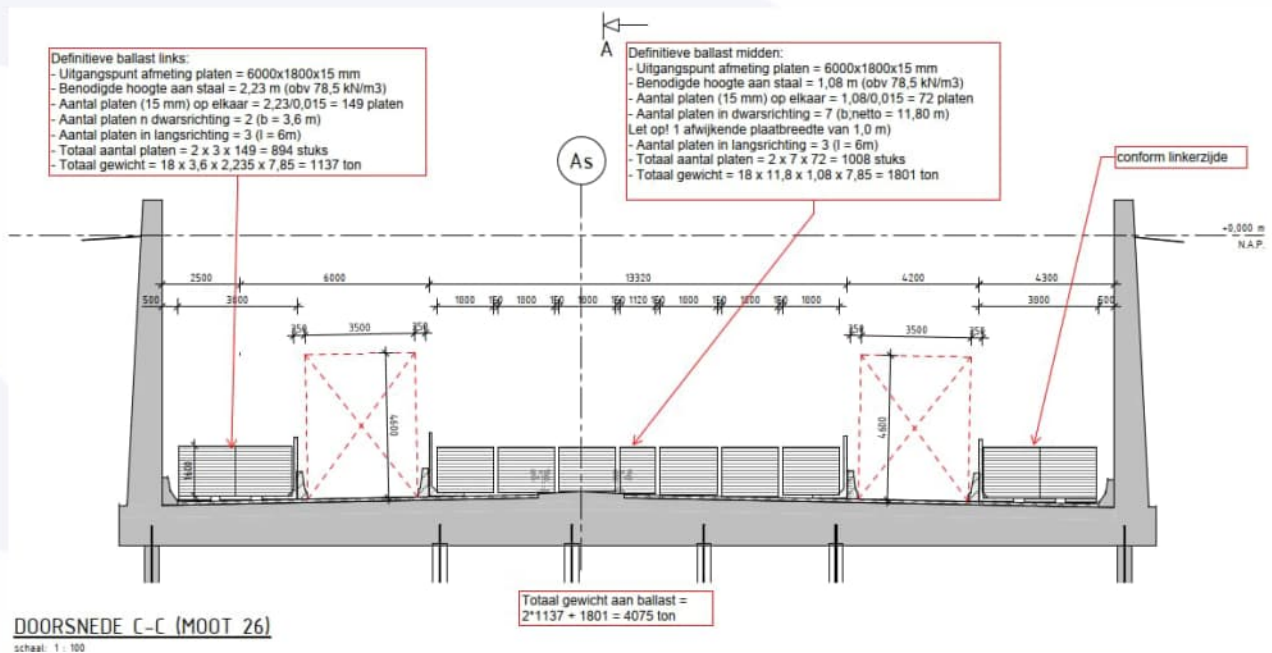 A
Definitieve ballast links:
- Uitgangspunt afmeting platen = 6000x1800x15 mm
- Benodigde hoogte aan staal = 2,23 m (obv 78,5 kN/m3)
- Aantal platen (15 mm) op elkaar = 2,23/0,015 = 149 platen
- Aantal platen n dwarsrichting = 2 (b = 3,6 m)
- Aantal platen in langsrichting = 3 (l = 6m)
- Totaal aantal platen = 2 x 3 x 149 = 894 stuks
- Totaal gewicht = 18 x 3,6 x 2,235 x 7,85 = 1137 ton
Definitieve ballast midden:
- Uitgangspunt afmeting platen = 6000x1800x15 mm
- Benodigde hoogte aan staal = 1,08 m (obv 78,5 kN/m3)
- Aantal platen (15 mm) op elkaar = 1,08/0,015 = 72 platen
- Aantal platen in dwarsrichting = 7 (b;netto = 11,80 m)
Let op! 1 afwijkende plaatbreedte van 1,0 m)
- Aantal platen in langsrichting = 3 (l = 6m)
- Totaal aantal platen = 2 x 7 x 72 = 1008 stuks
- Totaal gewicht = 18 x 11,8 x 1,08 x 7,85 = 1801 ton
As
conform linkerzijde
+0,000 m
N.A.P.
2500 6000 13320 4200 4300
500 1800 150 1800 150 150 1120 150 1800 150 150 1800 500
350 3500 350 350 3500 350
4600 4600
1600
Totaal gewicht aan ballast =
2*1137 + 1801 = 4075 ton
DOORSNEDE C-C (MOOT 26)
schaal: 1 : 100